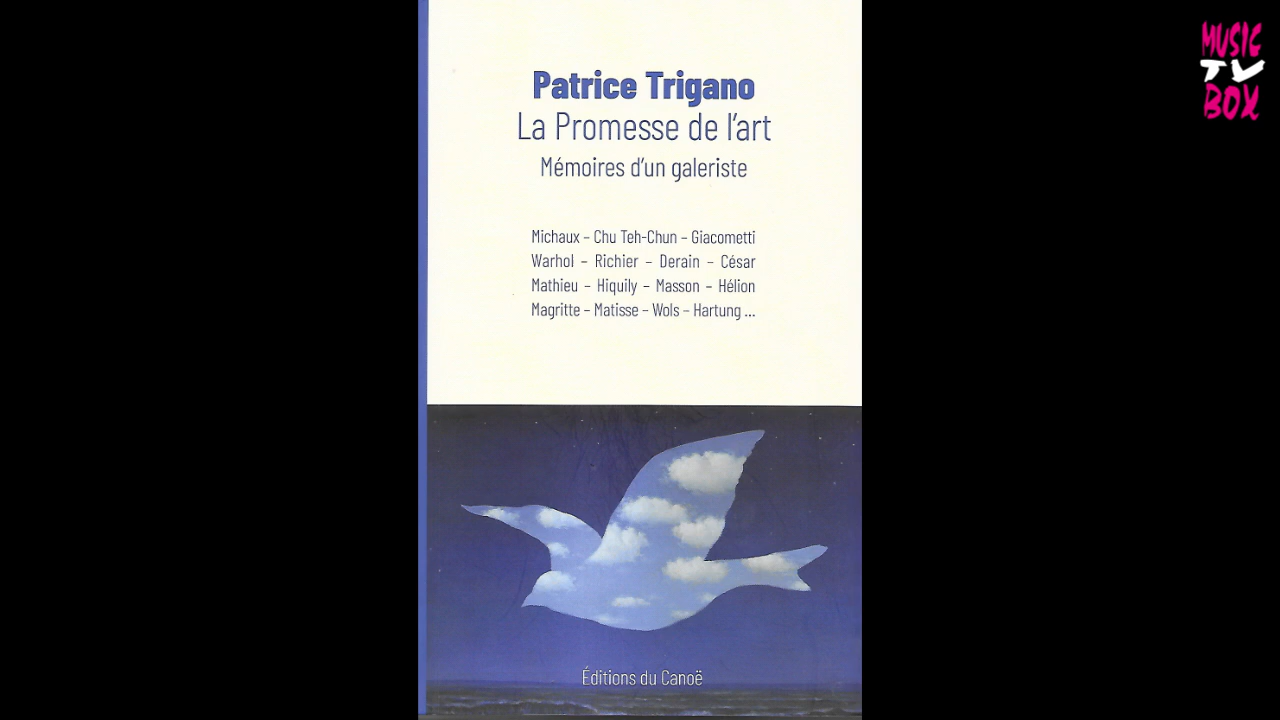 Patrice Trigano
La Promesse de l'art
Mémoires d'un galeriste
Michaux – Chu Teh-Chun – Giacometti
Warhol – Richier – Derain – César
Mathieu – Hiquily – Masson – Hélion
Magritte – Matisse – Wols – Hartung ...
Éditions du Canoë
MUSIC
TV
BOX